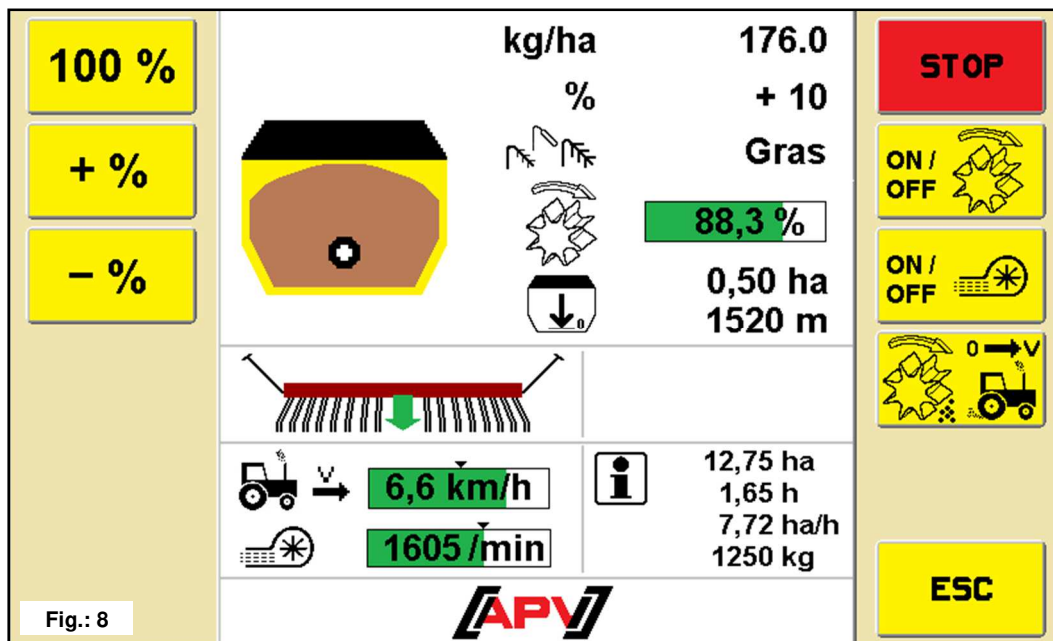 100 %
+ %
− %
kg/ha 176.0
% + 10
Gras
88,3 %
0
0,50 ha
1520 m
V
6,6 km/h
1605 /min
12,75 ha
1,65 h
7,72 ha/h
1250 kg
APV
STOP
ON /
OFF
ON /
OFF
0 V
ESC
Fig.: 8